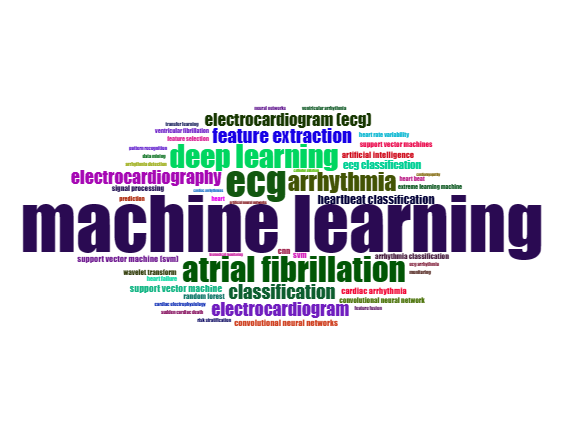 neural networks
ventricular arrhythmia
electrocardiogram (ecg)
transfer learning
ventricular fibrillation
feature extraction
heart rate variability
feature selection
support vector machines
pattern recognition
deep learning
artificial intelligence
data mining
ecg classification
arrhythmia detection
electrocardiography
ecg
arrhythmia
heart beat
signal processing
extreme learning machine
prediction
heart
heartbeat classification
machine learning
cnn
svm
arrhythmia classification
support vector machine (svm)
atrial fibrillation
ecg arrhythmia
wavelet transform
monitoring
heart failure
support vector machine
classification
cardiac arrhythmia
random forest
convolutional neural network
cardiac electrophysiology
electrocardiogram
feature fusion
sudden cardiac death
risk stratification
convolutional neural networks